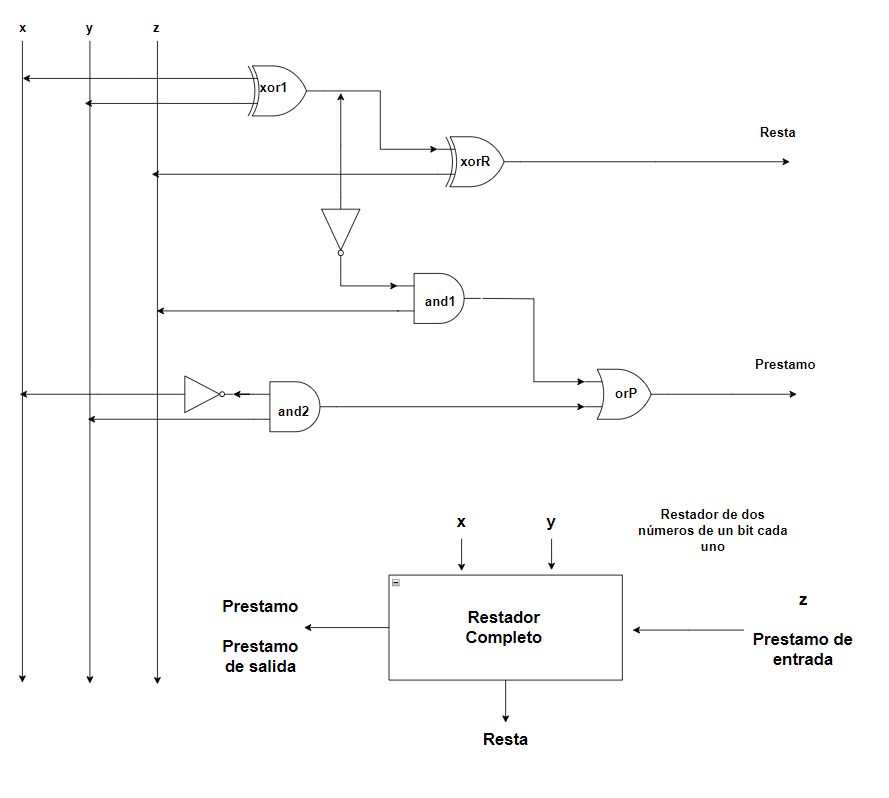 x
y
z
xor1
Resta
xorR
and1
Prestamo
orP
and2
Restador de dos
números de un bit cada
uno
x
y
z
Prestamo
Restador
Completo
Prestamo de
entrada
Prestamo
de salida
Resta